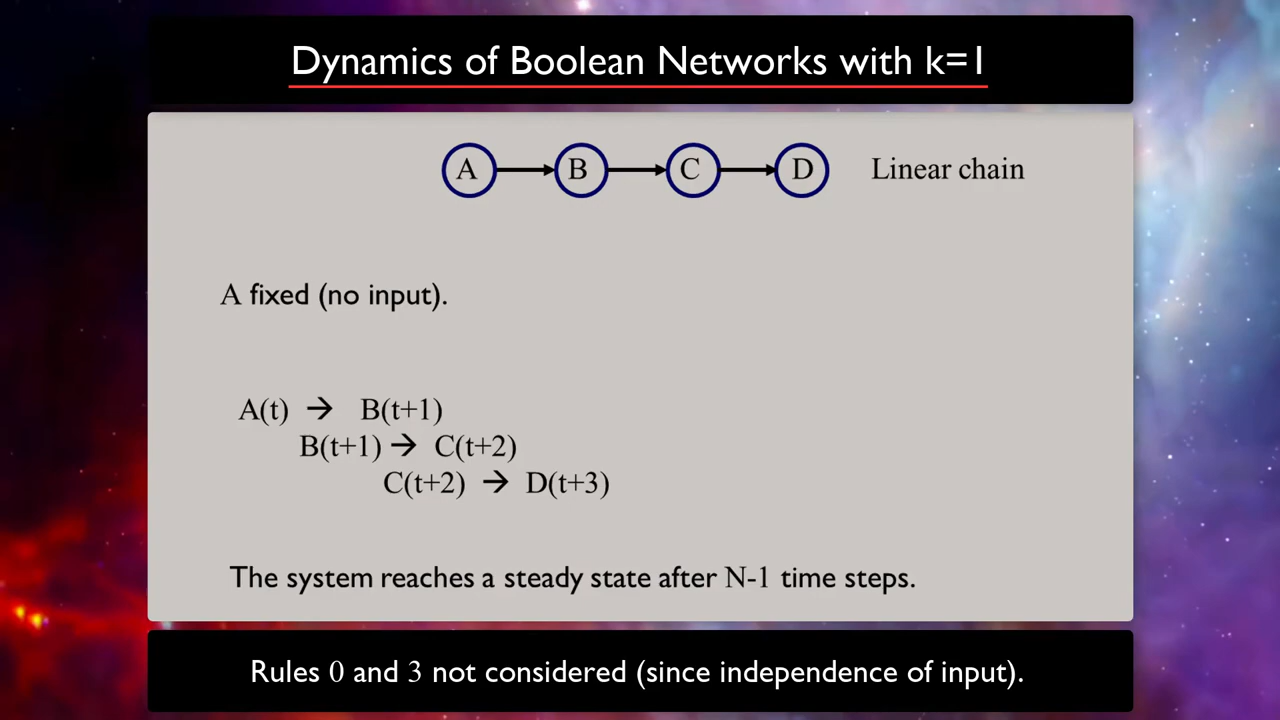 Dynamics of Boolean Networks with k=1
A B C D Linear chain
A fixed (no input).
A(t) → B(t+1)
B(t+1) → C(t+2)
C(t+2) → D(t+3)
The system reaches a steady state after N-1 time steps.
Rules 0 and 3 not considered (since independence of input).